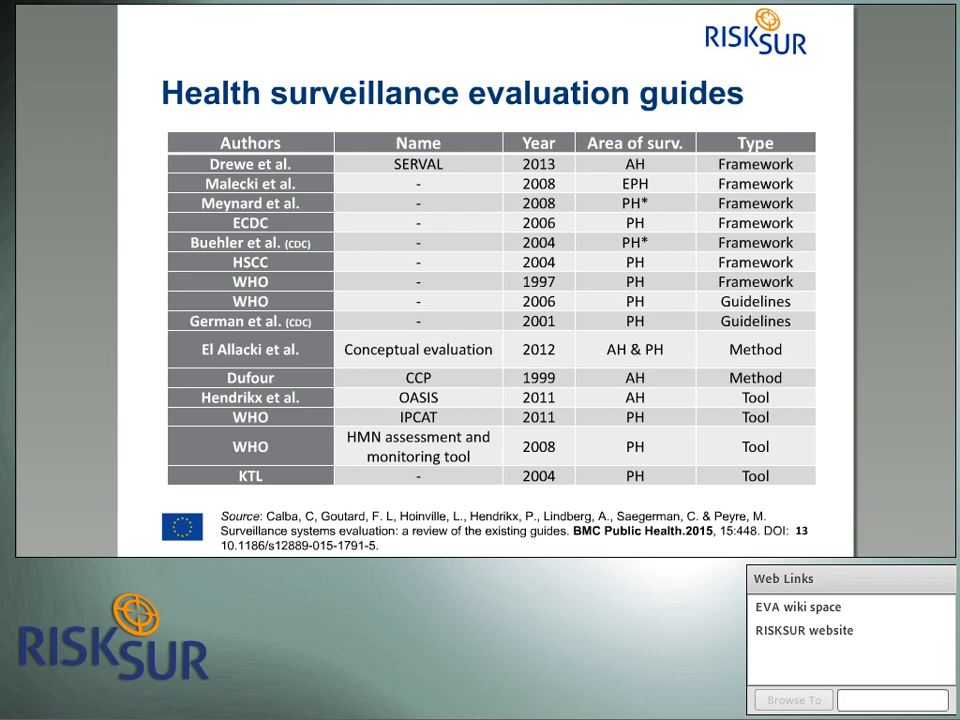 RISKSUR
Health surveillance evaluation guides
Authors Name Year Area of surv. Type
Drewe et al. SERVAL 2013 AH Framework
Malecki et al. - 2008 EPH Framework
Meynard et al. - 2008 PH* Framework
ECDC - 2006 PH Framework
Buehler et al. (CDC) - 2004 PH* Framework
HSCC - 2004 PH Framework
WHO - 1997 PH Framework
WHO - 2006 PH Guidelines
German et al. (CDC) - 2001 PH Guidelines
El Allacki et al. Conceptual evaluation 2012 AH & PH Method
Dufour CCP 1999 AH Method
Hendrikx et al. OASIS 2011 AH Tool
WHO IPCAT 2011 PH Tool
WHO HMN assessment and monitoring tool 2008 PH Tool
KTL - 2004 PH Tool
Source: Calba, C, Goutard, F. L, Hoinville, L., Hendrikx, P., Lindberg, A., Saegerman, C. & Peyre, M.
Surveillance systems evaluation: a review of the existing guides. BMC Public Health.2015, 15:448. DOI: 13
10.1186/s12889-015-1791-5.
RISKSUR
Web Links
EVA wiki space
RISKSUR website
Browse To